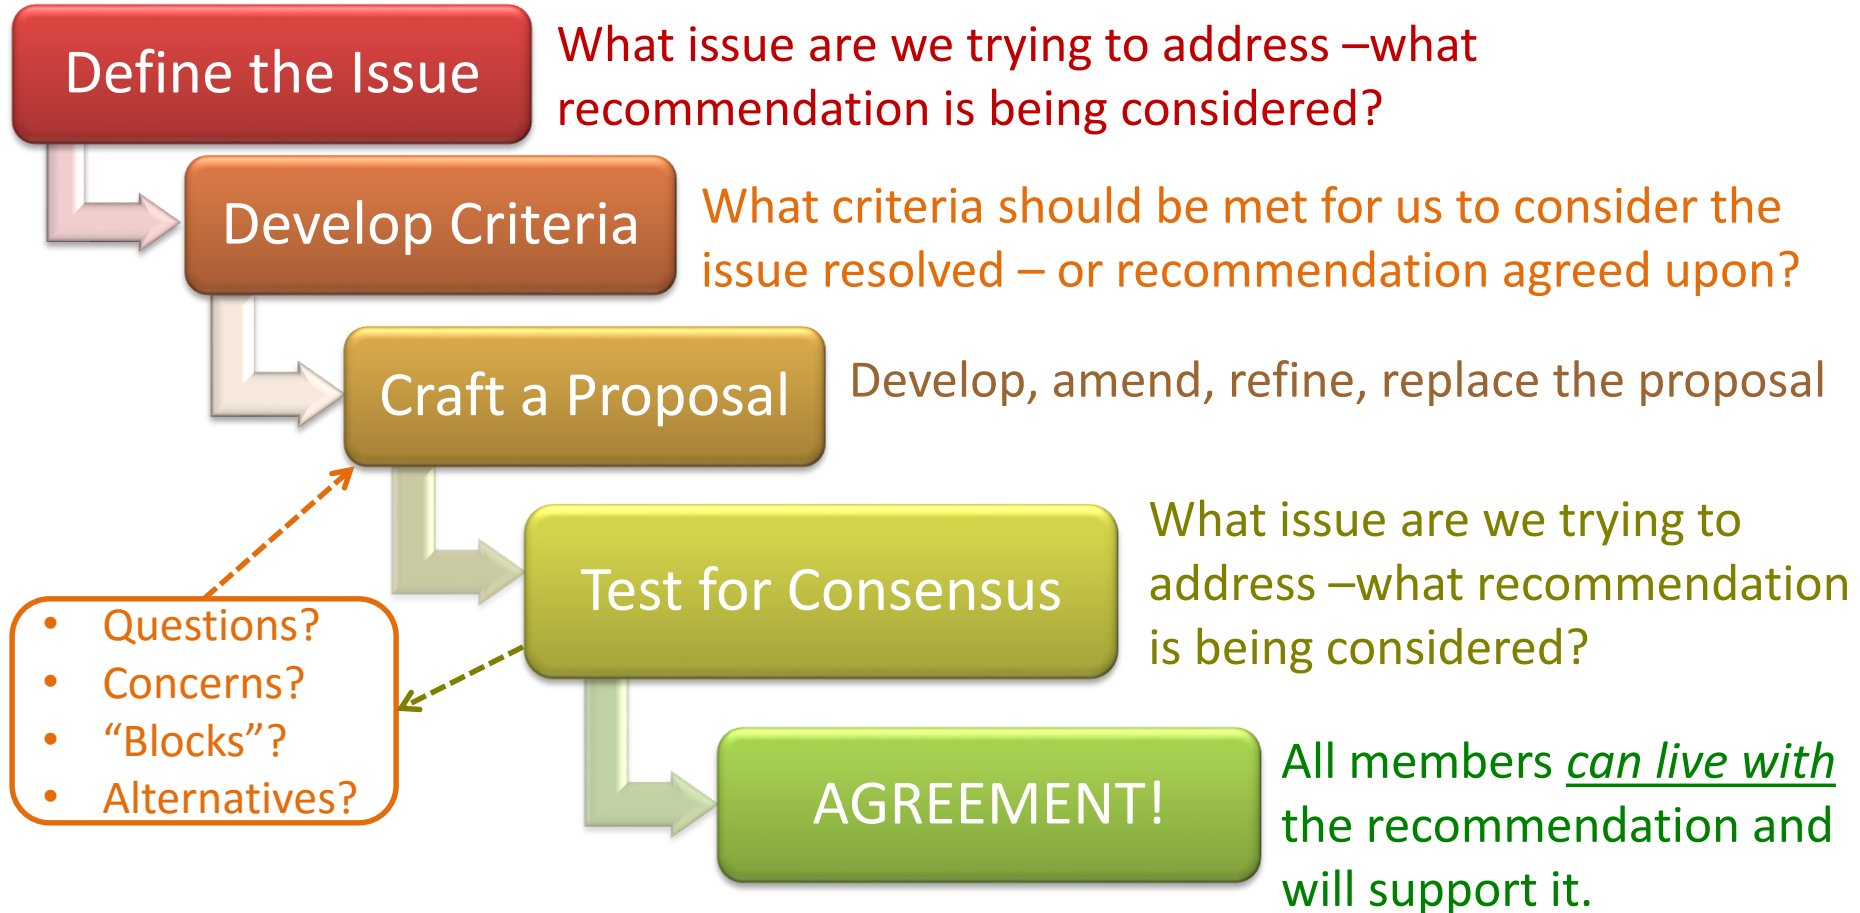 Define the Issue
What issue are we trying to address –what
recommendation is being considered?
Develop Criteria
What criteria should be met for us to consider the
issue resolved – or recommendation agreed upon?
Craft a Proposal
Develop, amend, refine, replace the proposal
Test for Consensus
What issue are we trying to
address –what recommendation
is being considered?
• Questions?
• Concerns?
• “Blocks”?
• Alternatives?
AGREEMENT!
All members can live with
the recommendation and
will support it.